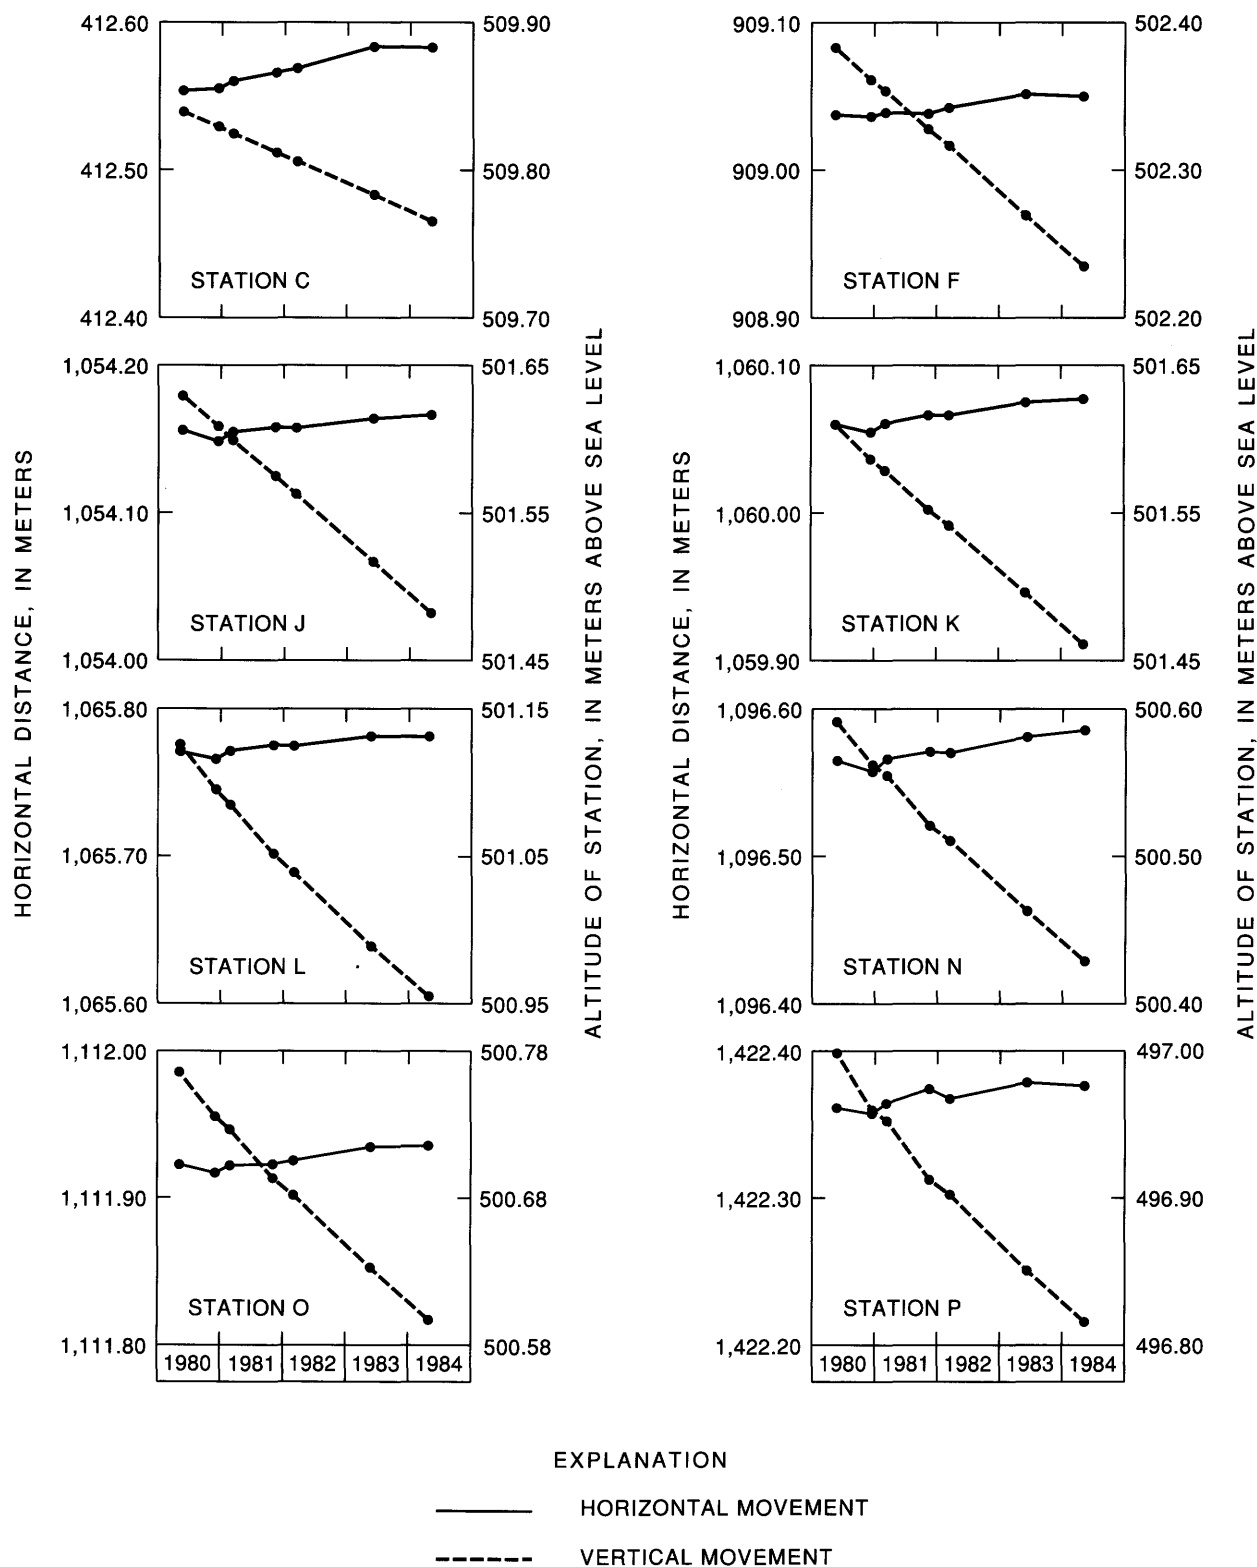 412.60
509.90
412.50
509.80
STATION C
412.40
509.70
909.10
502.40
909.00
502.30
STATION F
908.90
502.20
1,054.20
501.65
1,054.10
501.55
STATION J
1,054.00
501.45
1,060.10
501.65
1,060.00
501.55
STATION K
1,059.90
501.45
HORIZONTAL DISTANCE, IN METERS
ALTITUDE OF STATION, IN METERS ABOVE SEA LEVEL
HORIZONTAL DISTANCE, IN METERS
ALTITUDE OF STATION, IN METERS ABOVE SEA LEVEL
1,065.80
501.15
1,065.70
501.05
STATION L
1,065.60
500.95
1,096.60
500.60
1,096.50
500.50
STATION N
1,096.40
500.40
1,112.00
500.78
1,111.90
500.68
STATION O
1,111.80
500.58
1980 1981 1982 1983 1984
1,422.40
497.00
1,422.30
496.90
STATION P
1,422.20
496.80
1980 1981 1982 1983 1984
EXPLANATION
HORIZONTAL MOVEMENT
VERTICAL MOVEMENT